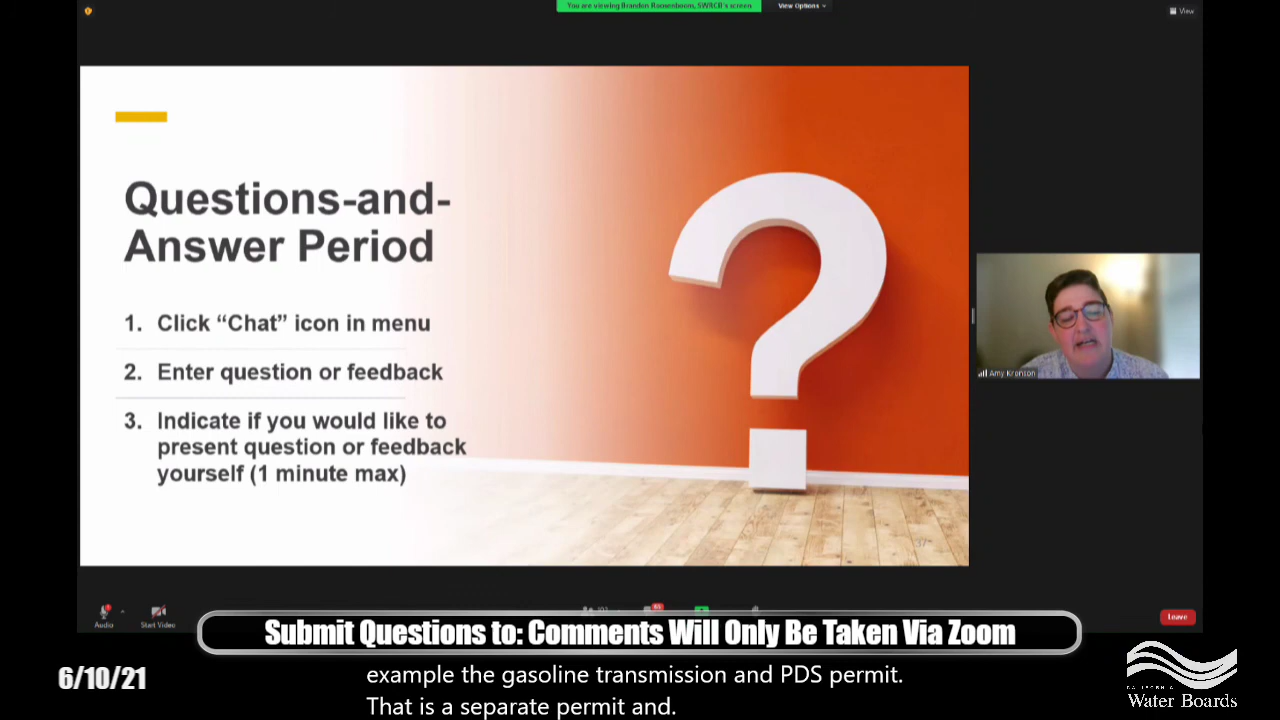 You are viewing Brandon Roosenboom, SWRCB's screen
View Options
View
Questions-and-
Answer Period
1. Click “Chat” icon in menu
2. Enter question or feedback
3. Indicate if you would like to
present question or feedback
yourself (1 minute max)
37
Amy Kronson
Audio
Start Video
Leave
Submit Questions to: Comments Will Only Be Taken Via Zoom
6/10/21
example the gasoline transmission and PDS permit.
That is a separate permit and.
CALIFORNIA
Water Boards